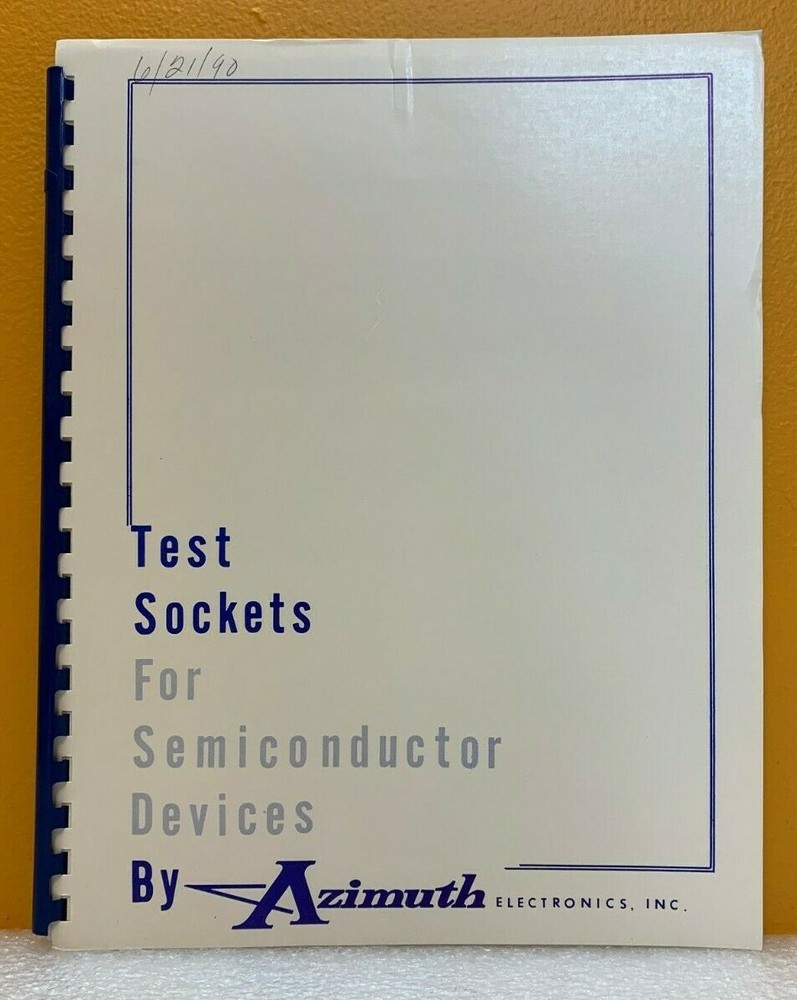 6/21/90
Test
Sockets
For
Semiconductor
Devices
By Azimuth ELECTRONICS, INC.